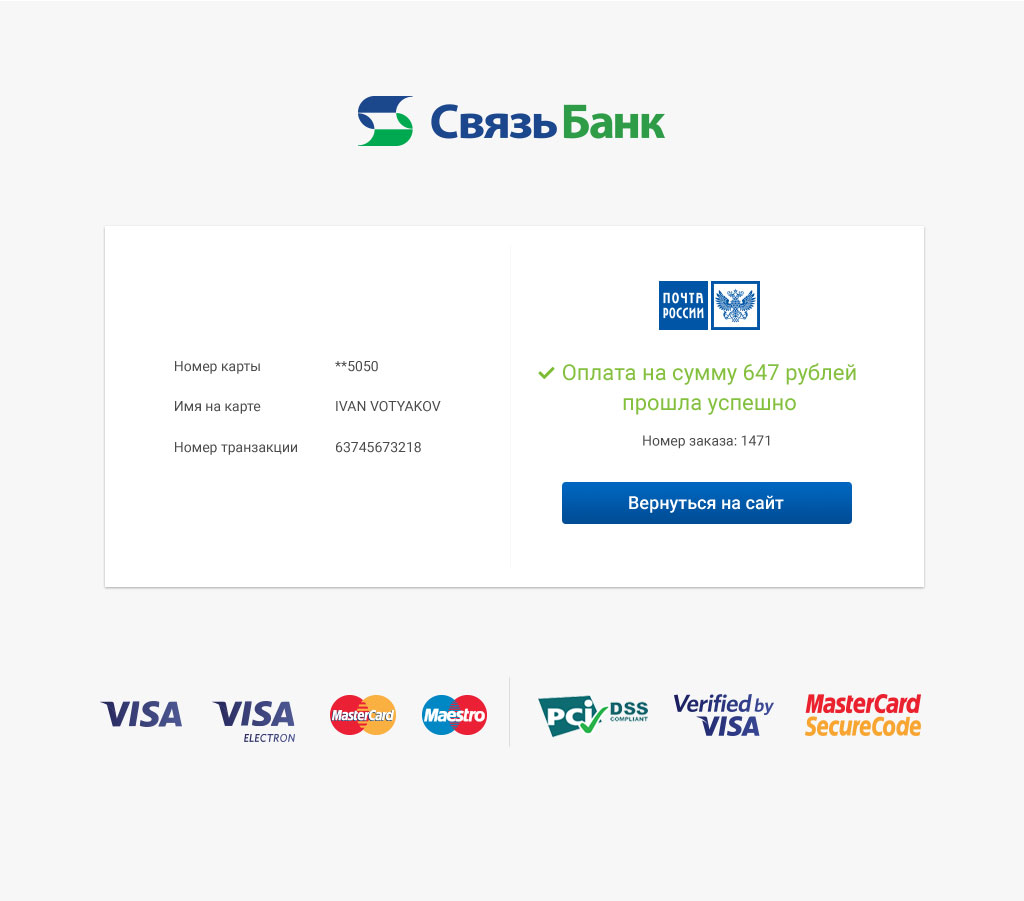 Связь Банк
Номер карты **5050
Имя на карте IVAN VOTYAKOV
Номер транзакции 63745673218
ПОЧТА
РОССИИ
Оплата на сумму 647 рублей
прошла успешно
Номер заказа: 1471
Вернуться на сайт
VISA
VISA
ELECTRON
MasterCard
Maestro
PCi DSS
COMPLIANT
Verified by
VISA
MasterCard
SecureCode